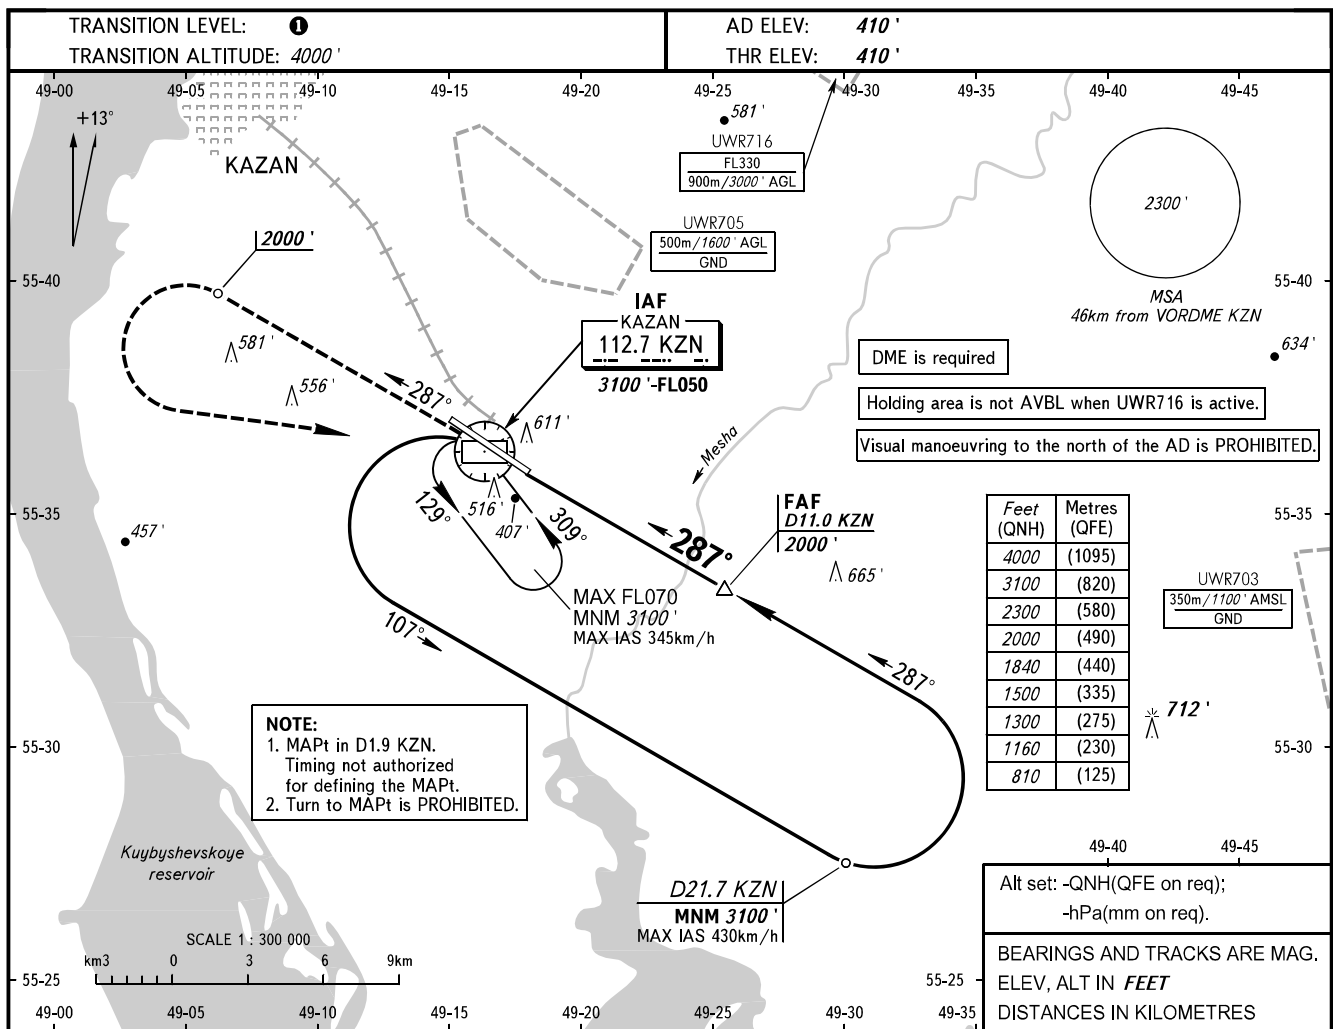 TRANSITION LEVEL: ❶
TRANSITION ALTITUDE: 4000 '
AD ELEV: 410 '
THR ELEV: 410 '
49-00 49-05 49-10 49-15 49-20 49-25 49-30 49-35 49-40 49-45
+13°
KAZAN
581 '
UWR716
FL330
900m/3000 ' AGL
UWR705
500m/1600 ' AGL
GND
2300 '
MSA
46km from VORDME KZN
2000 '
55-40
55-40
IAF
KAZAN
112.7 KZN
3100 '-FL050
581 '
556 '
287°
611 '
634 '
DME is required
Holding area is not AVBL when UWR716 is active.
Visual manoeuvring to the north of the AD is PROHIBITED.
Mesha
516 '
407 '
129°
309°
457 '
55-35
55-35
FAF
D11.0 KZN
2000 '
287°
665 '
MAX FL070
MNM 3100 '
MAX IAS 345km/h
107°
287°
Feet (QNH) Metres (QFE)
4000 (1095)
3100 (820)
2300 (580)
2000 (490)
1840 (440)
1500 (335)
1300 (275)
1160 (230)
810 (125)
UWR703
350m/1100 ' AMSL
GND
712 '
55-30
55-30
NOTE:
1. MAPt in D1.9 KZN.
Timing not authorized
for defining the MAPt.
2. Turn to MAPt is PROHIBITED.
Kuybyshevskoye
reservoir
D21.7 KZN
MNM 3100 '
MAX IAS 430km/h
49-40 49-45
SCALE 1 : 300 000
km3 0 3 6 9km
55-25
55-25
49-00 49-05 49-10 49-15 49-20 49-25 49-30 49-35
Alt set: -QNH(QFE on req);
-hPa(mm on req).
BEARINGS AND TRACKS ARE MAG.
ELEV, ALT IN FEET
DISTANCES IN KILOMETRES